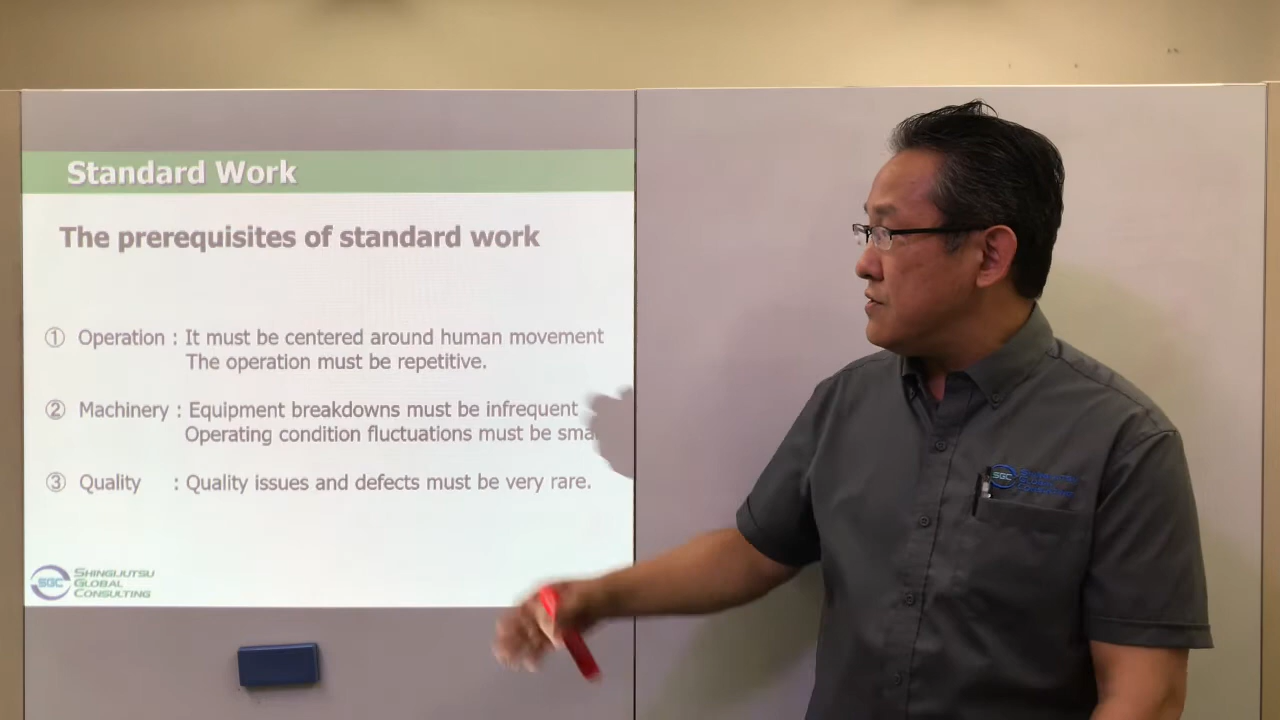 Standard Work
The prerequisites of standard work
① Operation : It must be centered around human movement
The operation must be repetitive.
② Machinery : Equipment breakdowns must be infrequent
Operating condition fluctuations must be sma
③ Quality : Quality issues and defects must be very rare.
SGC
SHINGIJUTSU
GLOBAL
CONSULTING
SGC